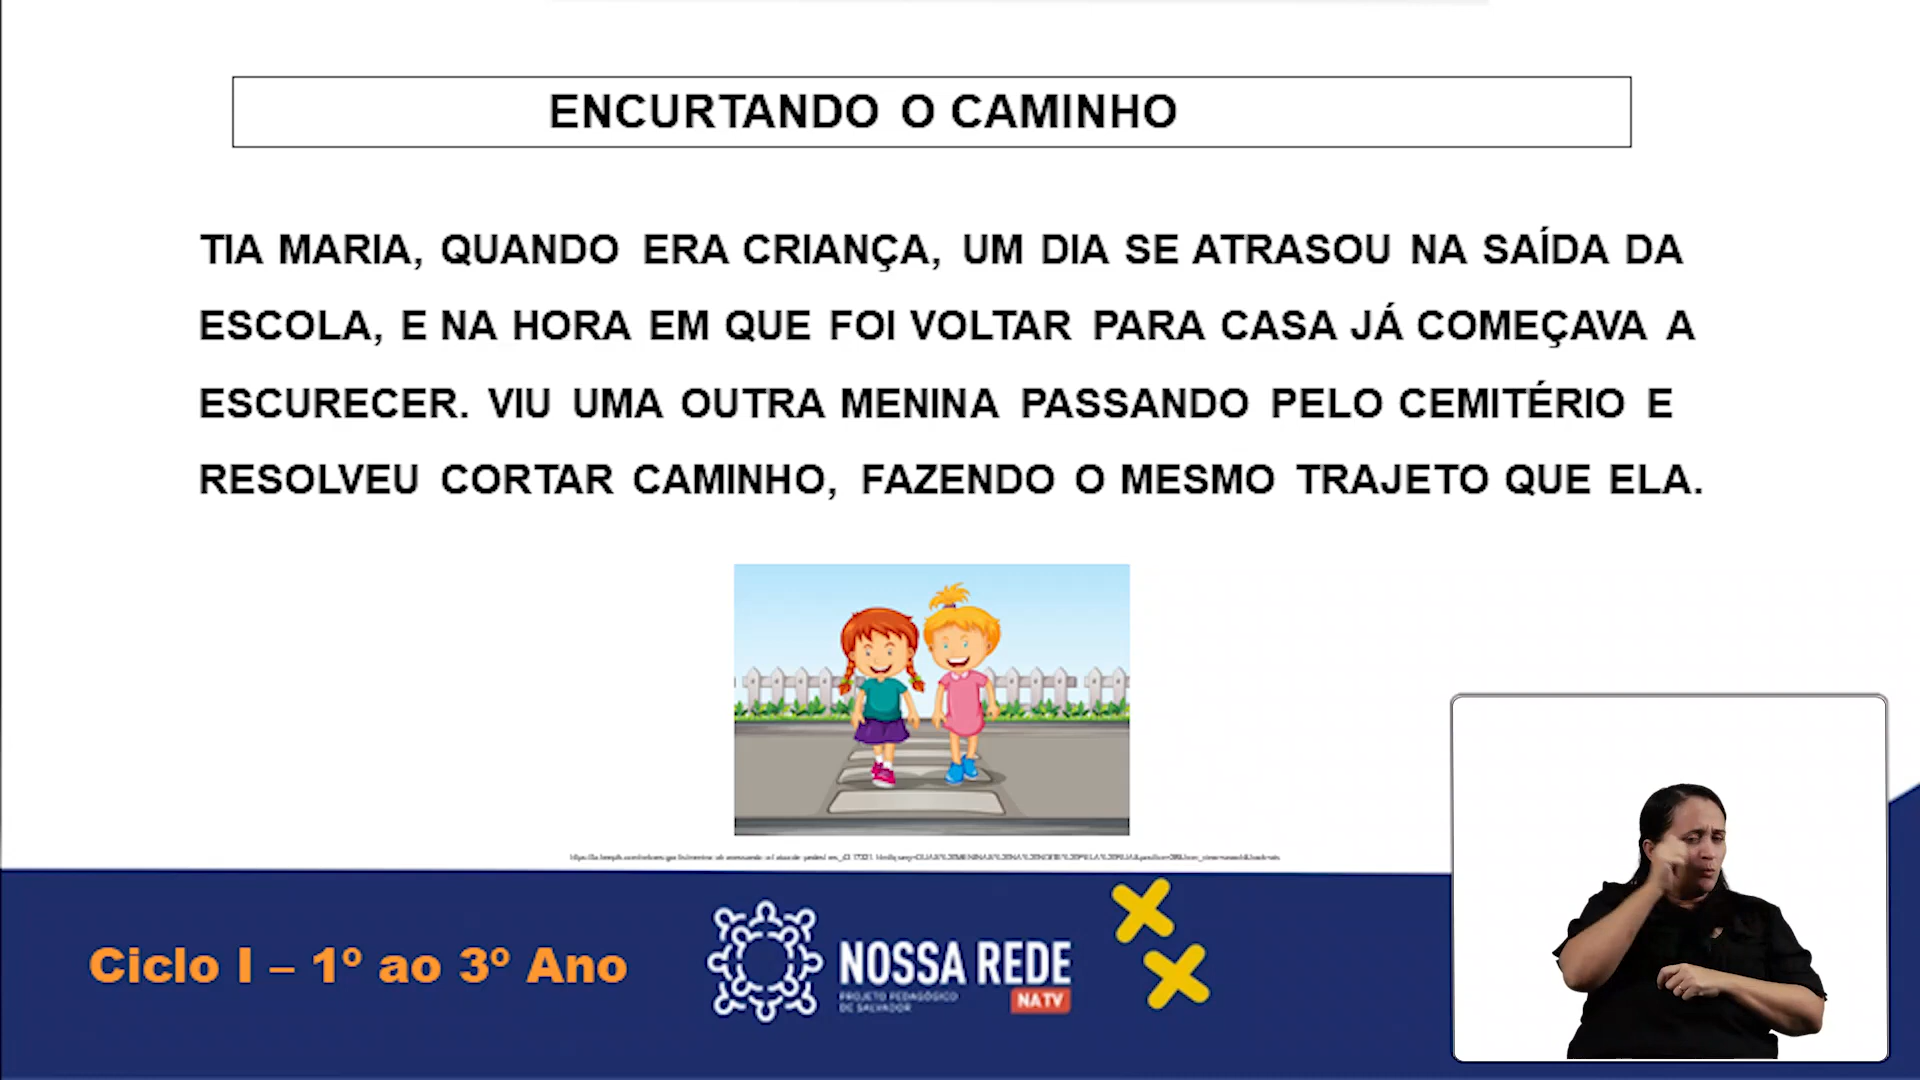 ENCURTANDO O CAMINHO
TIA MARIA, QUANDO ERA CRIANÇA, UM DIA SE ATRASOU NA SAÍDA DA
ESCOLA, E NA HORA EM QUE FOI VOLTAR PARA CASA JÁ COMEÇAVA A
ESCURECER. VIU UMA OUTRA MENINA PASSANDO PELO CEMITÉRIO E
RESOLVEU CORTAR CAMINHO, FAZENDO O MESMO TRAJETO QUE ELA.
Ciclo I – 1º ao 3º Ano
NOSSA REDE
PROJETO PEDAGÓGICO
DE SALVADOR
NA TV